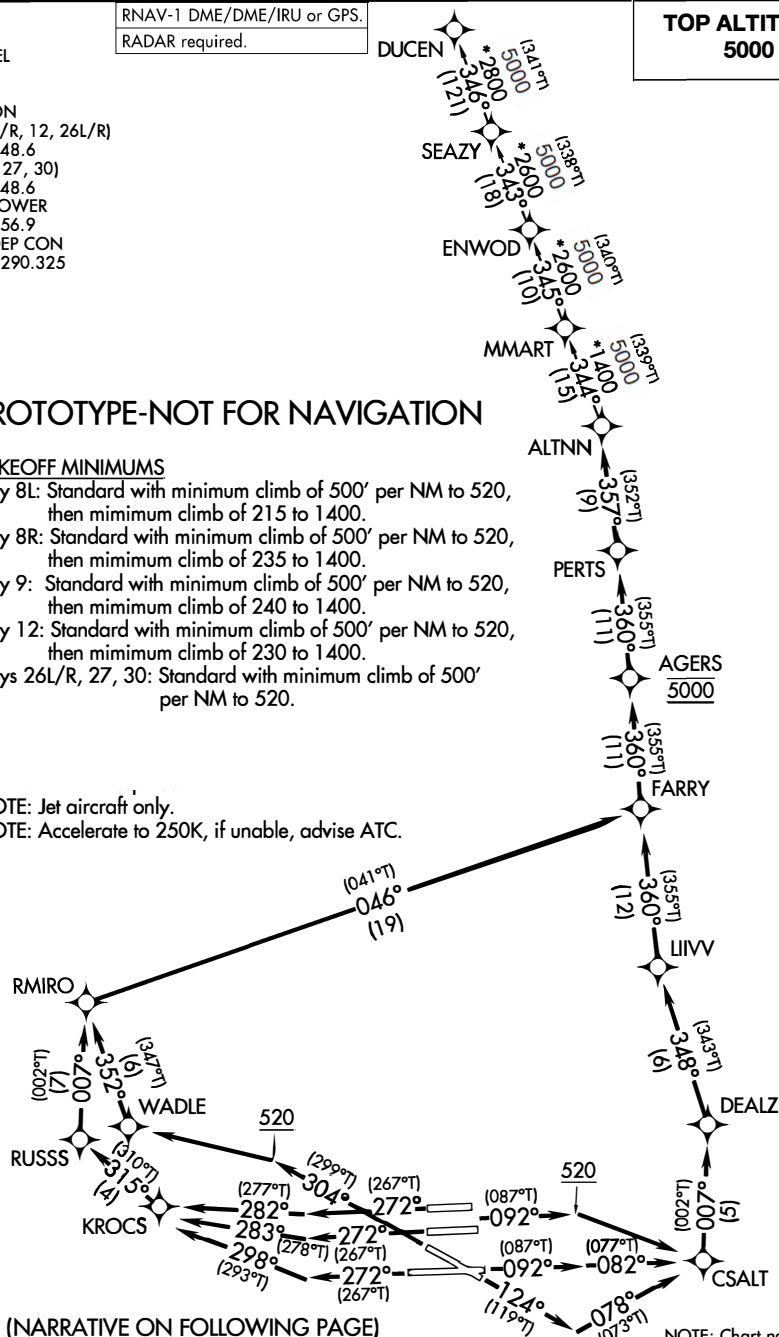 RNAV-1 DME/DME/IRU or GPS.
RADAR required.
TOP ALTIT
5000
EL
ON
/R, 12, 26L/R)
48.6
27, 30)
48.6
OWER
56.9
EP CON
290.325
DUCEN
(341°T)
5000
*2800
346°
(121)
SEAZY
(338°T)
5000
*2600
343°
(18)
ENWOD
(340°T)
5000
*2600
345°
(10)
MMART
(339°T)
5000
*1400
344°
(15)
ALTNN
ROTOTYPE-NOT FOR NAVIGATION
KEOFF MINIMUMS
y 8L: Standard with minimum climb of 500' per NM to 520,
then mimimum climb of 215 to 1400.
y 8R: Standard with minimum climb of 500' per NM to 520,
then mimimum climb of 235 to 1400.
y 9: Standard with minimum climb of 500' per NM to 520,
then mimimum climb of 240 to 1400.
y 12: Standard with minimum climb of 500' per NM to 520,
then mimimum climb of 230 to 1400.
ys 26L/R, 27, 30: Standard with minimum climb of 500'
per NM to 520.
(352°T)
357°
(9)
PERTS
(355°T)
360°
(11)
AGERS
5000
(355°T)
360°
(11)
FARRY
OTE: Jet aircraft only.
OTE: Accelerate to 250K, if unable, advise ATC.
(041°T)
046°
(19)
(355°T)
360°
(12)
LIIVV
RMIRO
(343°T)
348°
(6)
(002°T)
(7)
007°
(347°T)
(6)
352°
WADLE
DEALZ
RUSSS
520
(310°T)
315°
(4)
KROCS
(299°T)
304°
520
(277°T)
282°
(267°T)
272°
(087°T)
092°
(002°T)
007°
(5)
283°
(278°T)
272°
(267°T)
298°
(293°T)
272°
(267°T)
(087°T)
092°
(077°T)
082°
CSALT
124°
(119°T)
078°
(073°T)
(NARRATIVE ON FOLLOWING PAGE)
NOTE: Chart